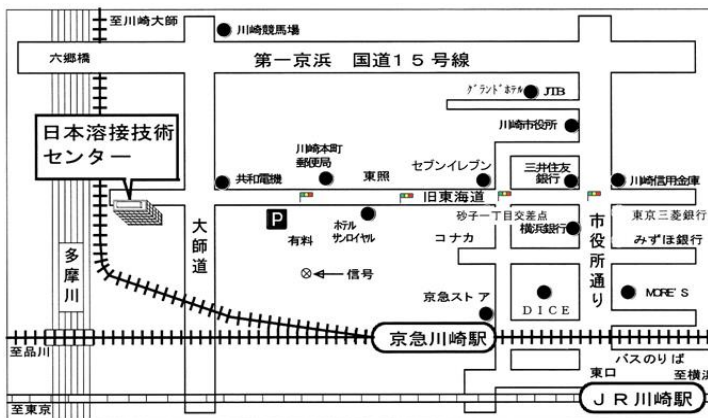 至川崎大師
川崎競馬場
六郷橋
第一京浜 国道15号線
グランドホテル
JTB
日本溶接技術
センター
川崎市役所
川崎本町
郵便局
東照
セブンイレブン
三井住友
銀行
共和電機
川崎信用金庫
旧東海道
P
有料
ホテル
サンロイヤル
砂子一丁目交差点
コナカ
横浜銀行
東京三菱銀行
みずほ銀行
大師道
市役所通り
多摩川
信号
京急ストア
DICE
MORE'S
京急川崎駅
至品川
バスのりば
東口
至横浜
至東京
JR川崎駅